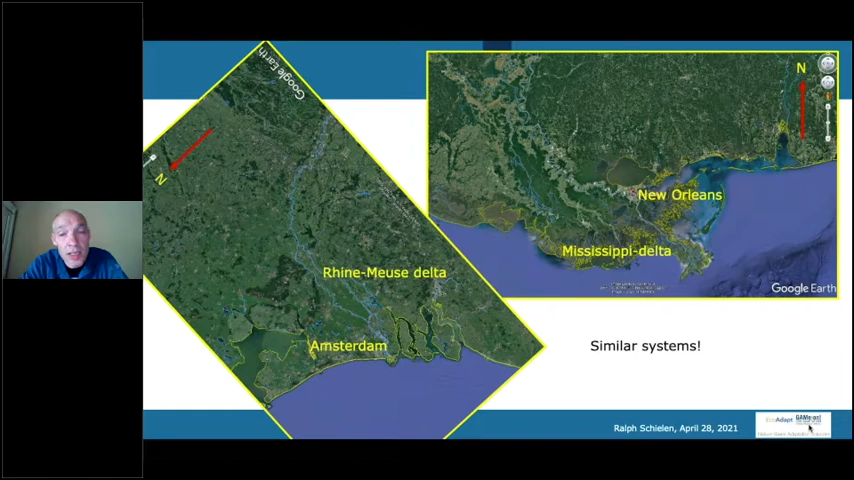 Google Earth
N
Rhine-Meuse delta
Amsterdam
N
New Orleans
Mississippi-delta
Google Earth
Similar systems!
Ralph Schielen, April 28, 2021
EcoAdapt